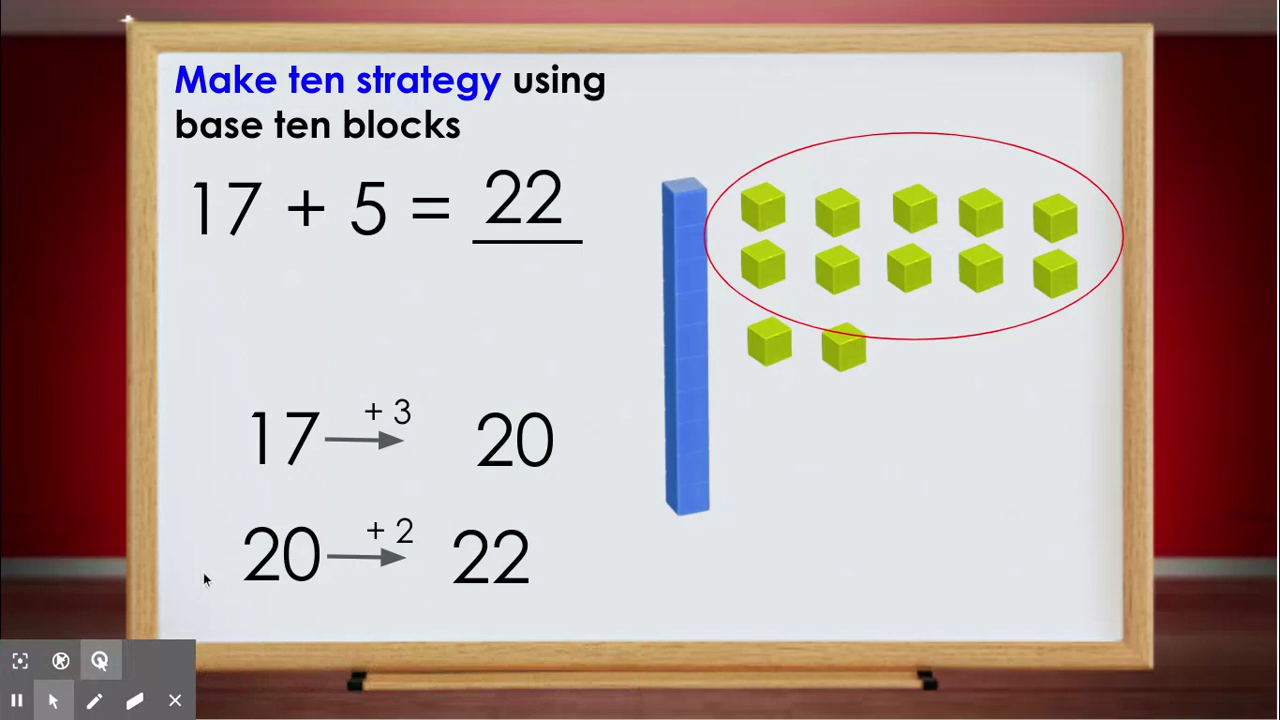 Make ten strategy using
base ten blocks
17 + 5 = 22
17 + 3 20
20 + 2 22